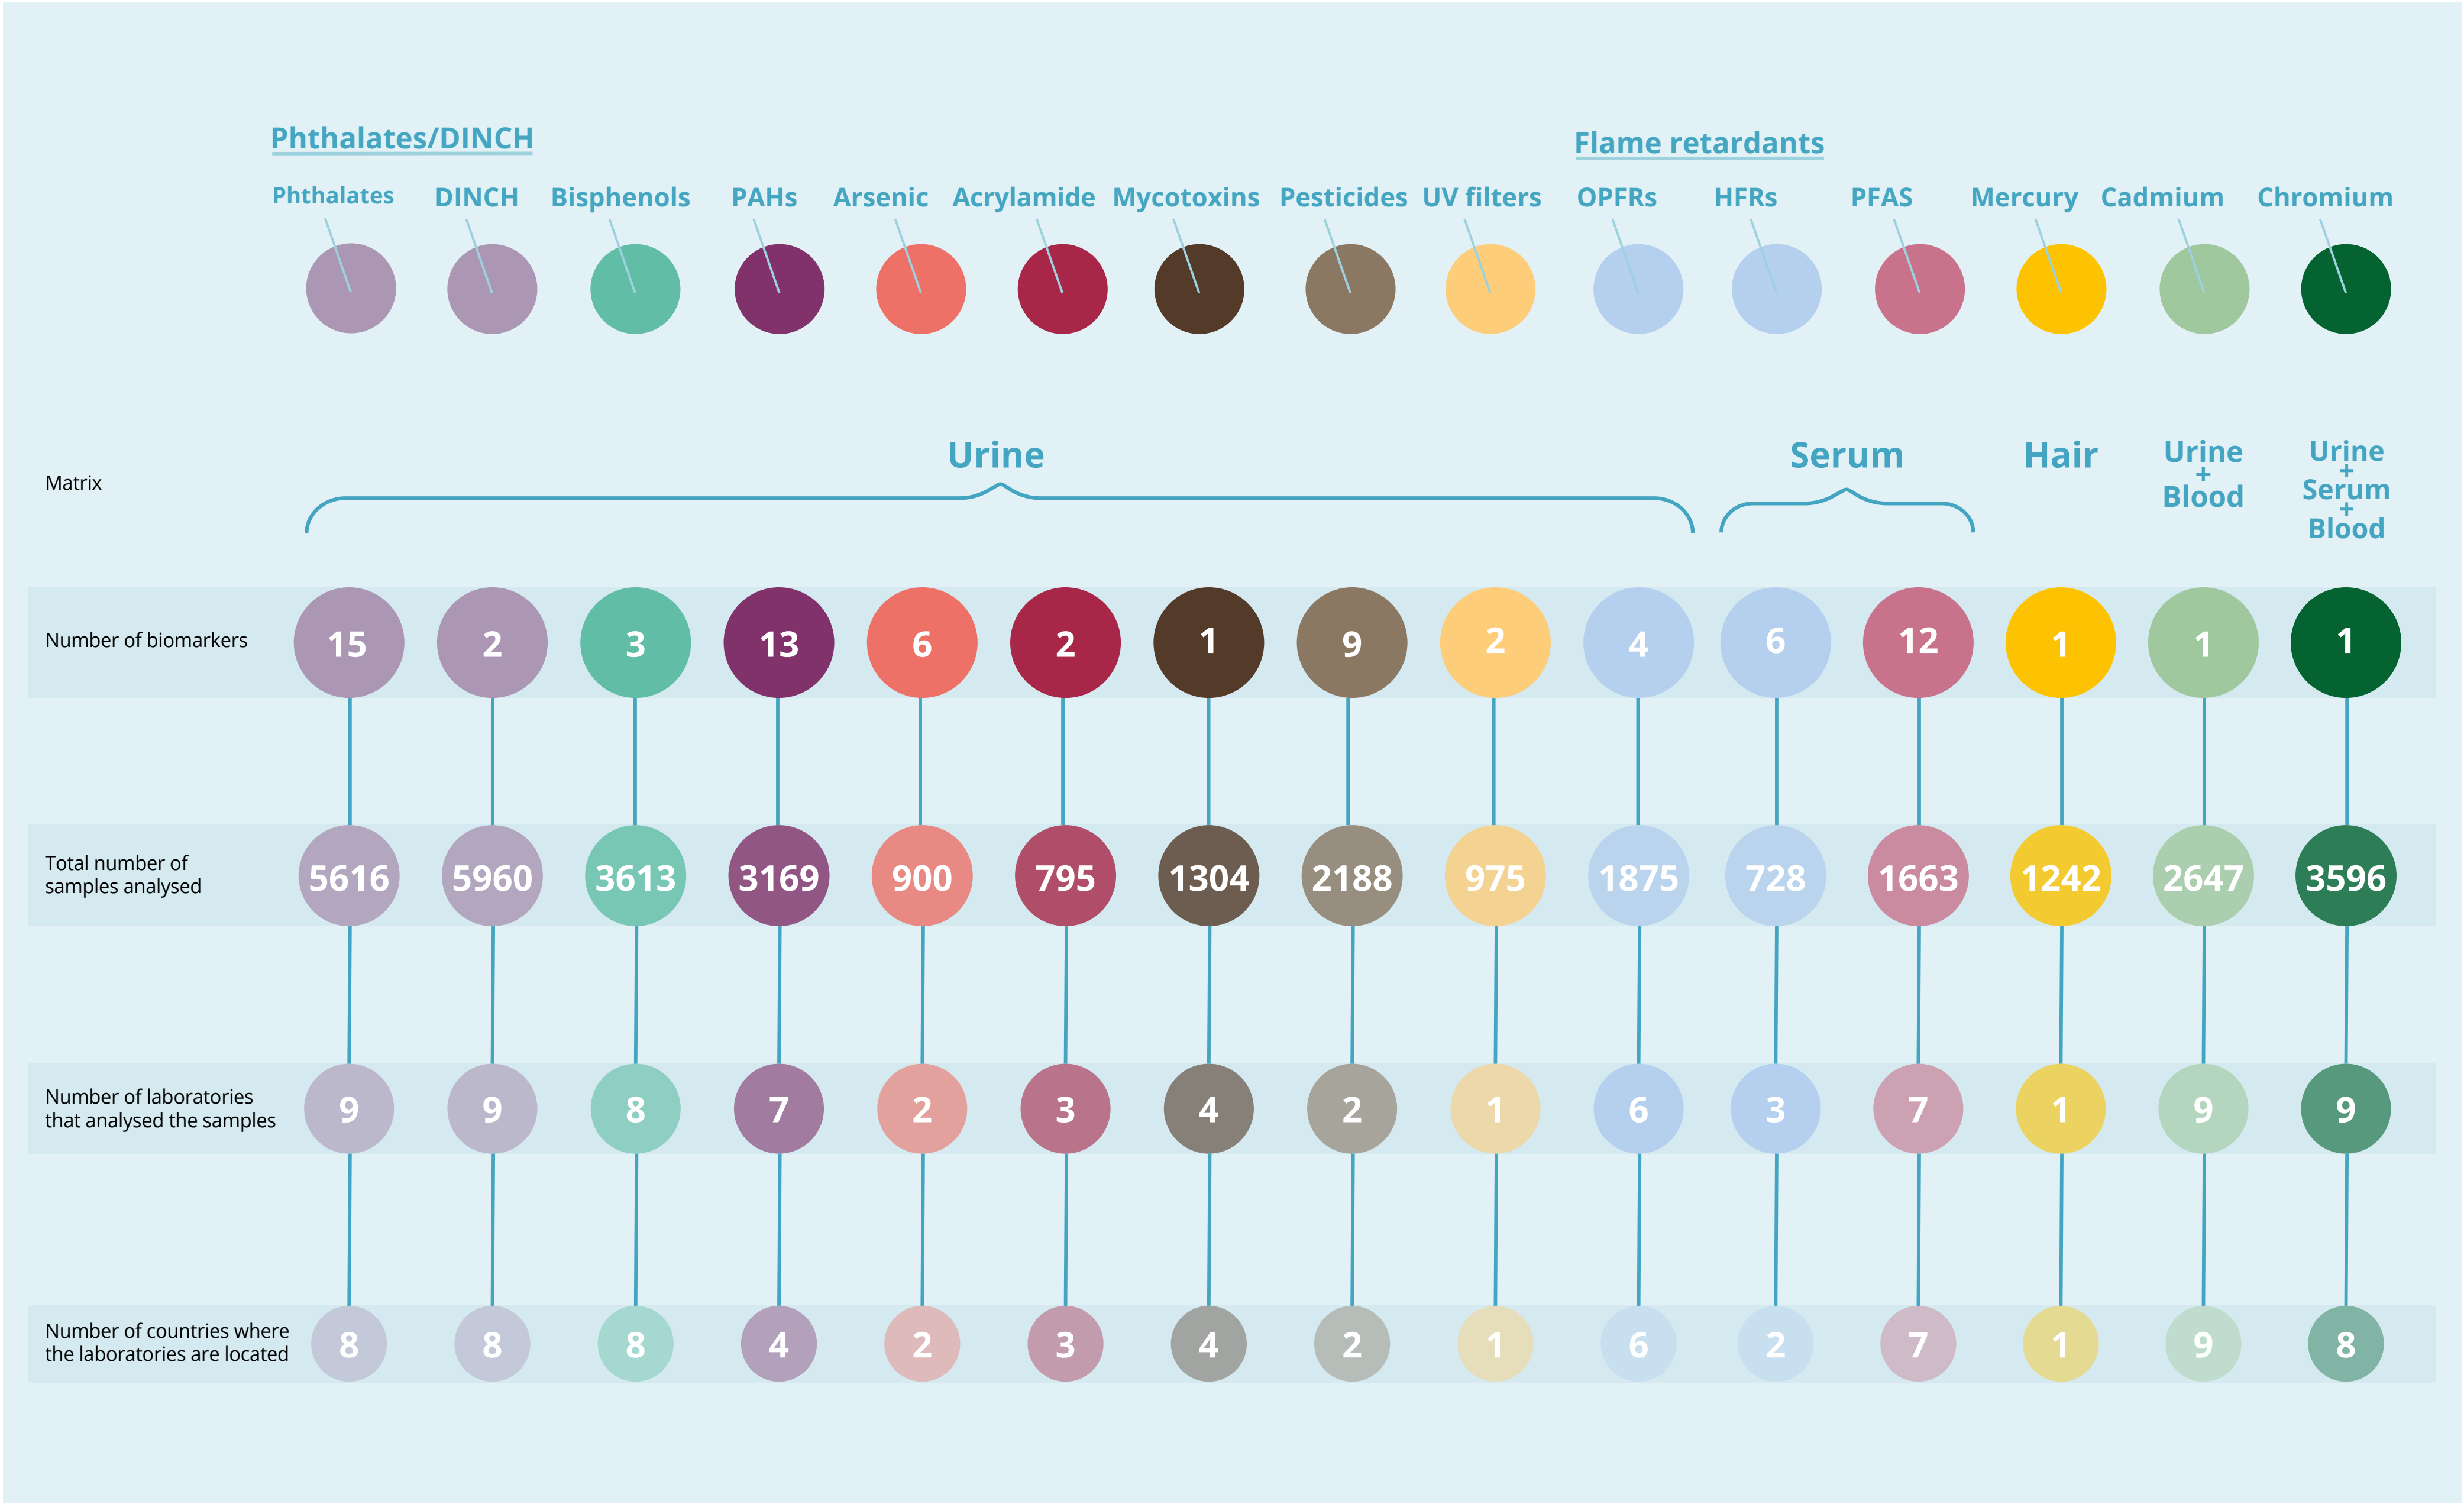 Phthalates/DINCH
Flame retardants
Phthalates DINCH Bisphenols PAHs Arsenic Acrylamide Mycotoxins Pesticides UV filters OPFRs HFRs PFAS Mercury Cadmium Chromium
Matrix
Urine
Serum
Hair
Urine
+
Blood
Urine
+
Serum
+
Blood
Number of biomarkers
15 2 3 13 6 2 1 9 2 4 6 12 1 1 1
Total number of
samples analysed
5616 5960 3613 3169 900 795 1304 2188 975 1875 728 1663 1242 2647 3596
Number of laboratories
that analysed the samples
9 9 8 7 2 3 4 2 1 6 3 7 1 9 9
Number of countries where
the laboratories are located
8 8 8 4 2 3 4 2 1 6 2 7 1 9 8